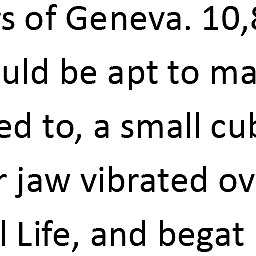 s of Geneva. 10,8
uld be apt to ma
ed to, a small cub
r jaw vibrated ov
l Life, and begat